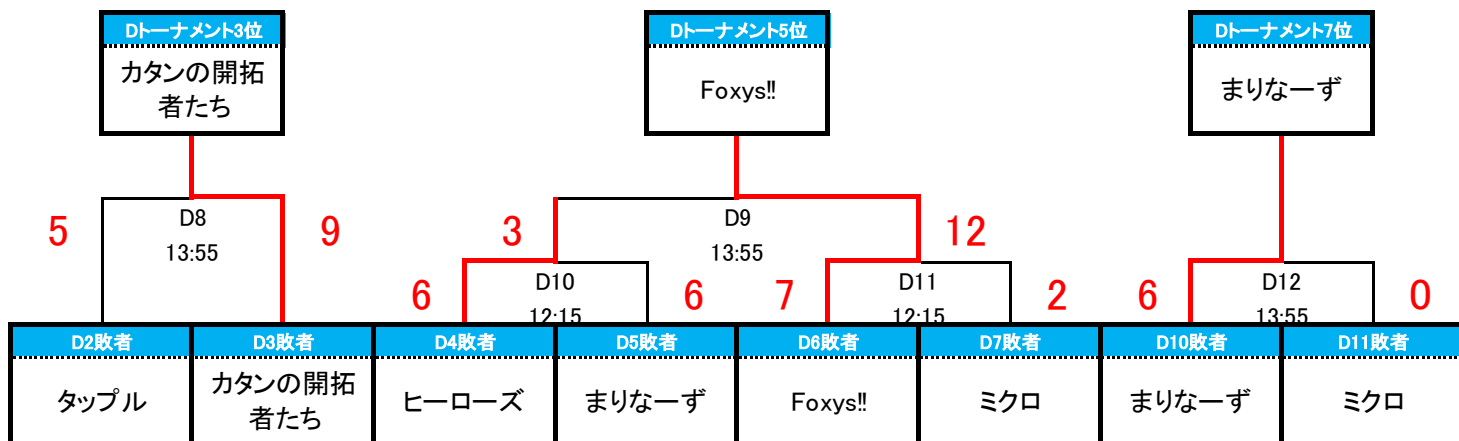 Dトーナメント3位
Dトーナメント5位
Dトーナメント7位
カタンの開拓
者たち
Foxys!!
まりなーず
5
D8
13:55
9
3
D9
13:55
12
6
D10
12:15
6
7
D11
12:15
2
6
D12
13:55
0
D2敗者
D3敗者
D4敗者
D5敗者
D6敗者
D7敗者
D10敗者
D11敗者
タップル
カタンの開拓
者たち
ヒーローズ
まりなーず
Foxys!!
ミクロ
まりなーず
ミクロ